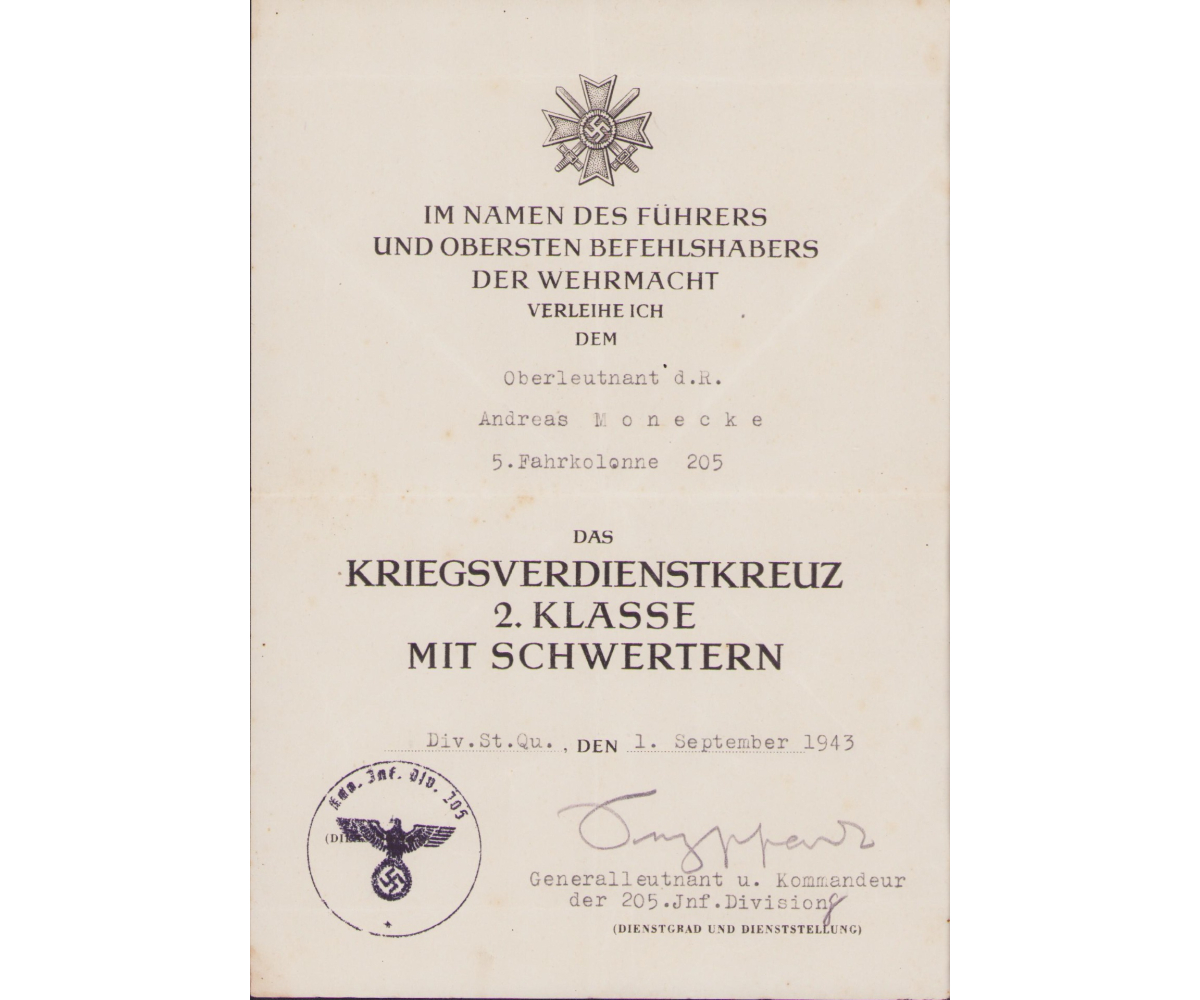 IM NAMEN DES FÜHRERS
UND OBERSTEN BEFEHLSHABERS
DER WEHRMACHT
VERLEIHE ICH
DEM
Oberleutnant d.R.
Andreas M o n e c k e
5.Fahrkolonne 205
DAS
KRIEGSVERDIENSTKREUZ
2. KLASSE
MIT SCHWERTERN
Div.St.Qu. , DEN 1. September 1943
Inf. Div. 205
Generalleutnant u. Kommandeur
der 205.Jnf.Division
(DIENSTGRAD UND DIENSTSTELLUNG)